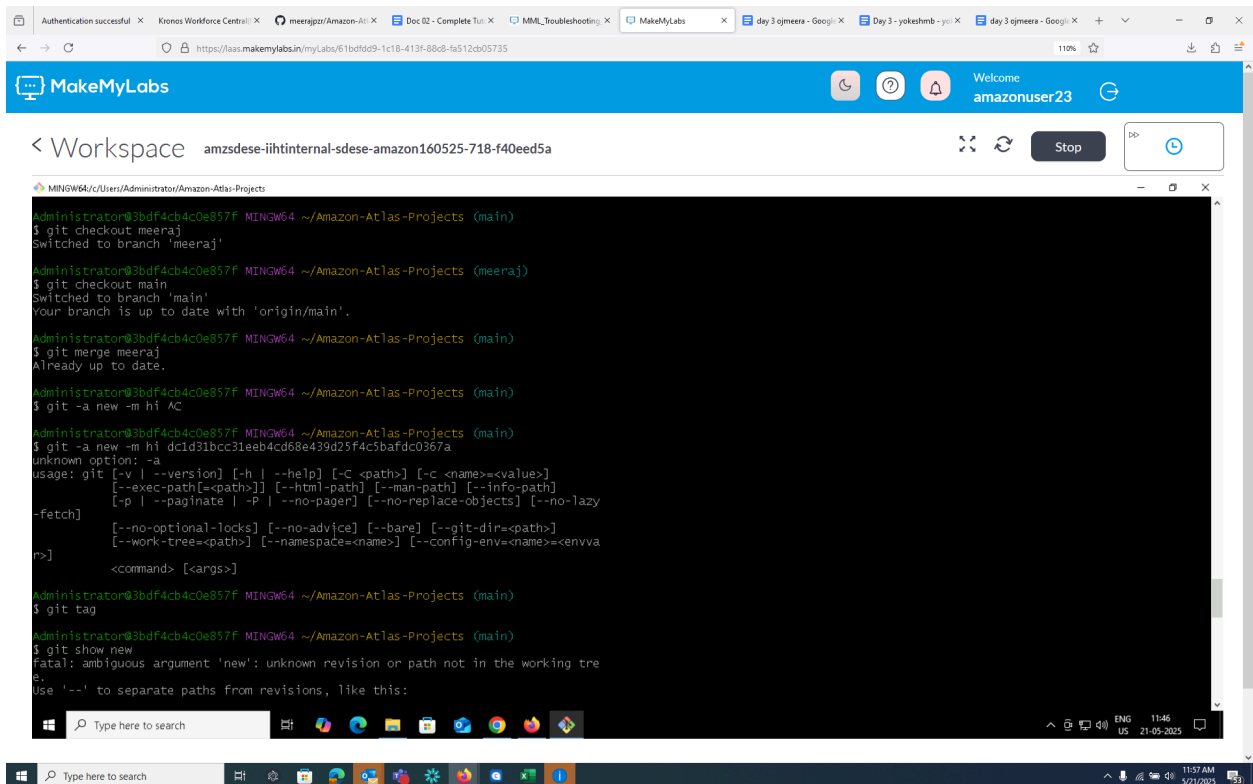 Authentication successful × Kronos Workforce Central( × meerajpzr/Amazon-Atl × Doc 02 - Complete Tut × MML_Troubleshooting × MakeMyLabs × day 3 ojmeera - Google × Day 3 - yokeshmb - yo × day 3 ojmeera - Google × +
https://laas.makemylabs.in/myLabs/61bdfdd9-1c18-413f-88c8-fa512cb05735 110%
{...} MakeMyLabs
Welcome
amazonuser23
< Workspace amzsdese-iihtinternal-sdese-amazon160525-718-f40eed5a Stop
MINGW64:/c/Users/Administrator/Amazon-Atlas-Projects
Administrator@3bdf4cb4c0e857f MINGW64 ~/Amazon-Atlas-Projects (main)
$ git checkout meeraj
Switched to branch 'meeraj'
Administrator@3bdf4cb4c0e857f MINGW64 ~/Amazon-Atlas-Projects (meeraj)
$ git checkout main
Switched to branch 'main'
Your branch is up to date with 'origin/main'.
Administrator@3bdf4cb4c0e857f MINGW64 ~/Amazon-Atlas-Projects (main)
$ git merge meeraj
Already up to date.
Administrator@3bdf4cb4c0e857f MINGW64 ~/Amazon-Atlas-Projects (main)
$ git -a new -m hi ^C
Administrator@3bdf4cb4c0e857f MINGW64 ~/Amazon-Atlas-Projects (main)
$ git -a new -m hi dc1d31bcc31eeb4cd68e439d25f4c5bafdc0367a
unknown option: -a
usage: git [-v | --version] [-h | --help] [-C <path>] [-c <name>=<value>]
[--exec-path[=<path>]] [--html-path] [--man-path] [--info-path]
[-p | --paginate | -P | --no-pager] [--no-replace-objects] [--no-lazy
-fetch]
[--no-optional-locks] [--no-advice] [--bare] [--git-dir=<path>]
[--work-tree=<path>] [--namespace=<name>] [--config-env=<name>=<envva
r>]
<command> [<args>]
Administrator@3bdf4cb4c0e857f MINGW64 ~/Amazon-Atlas-Projects (main)
$ git tag
Administrator@3bdf4cb4c0e857f MINGW64 ~/Amazon-Atlas-Projects (main)
$ git show new
fatal: ambiguous argument 'new': unknown revision or path not in the working tre
e.
Use '--' to separate paths from revisions, like this:
Type here to search ENG 11:46
US 21-05-2025
Type here to search 11:57 AM
5/21/2025 53